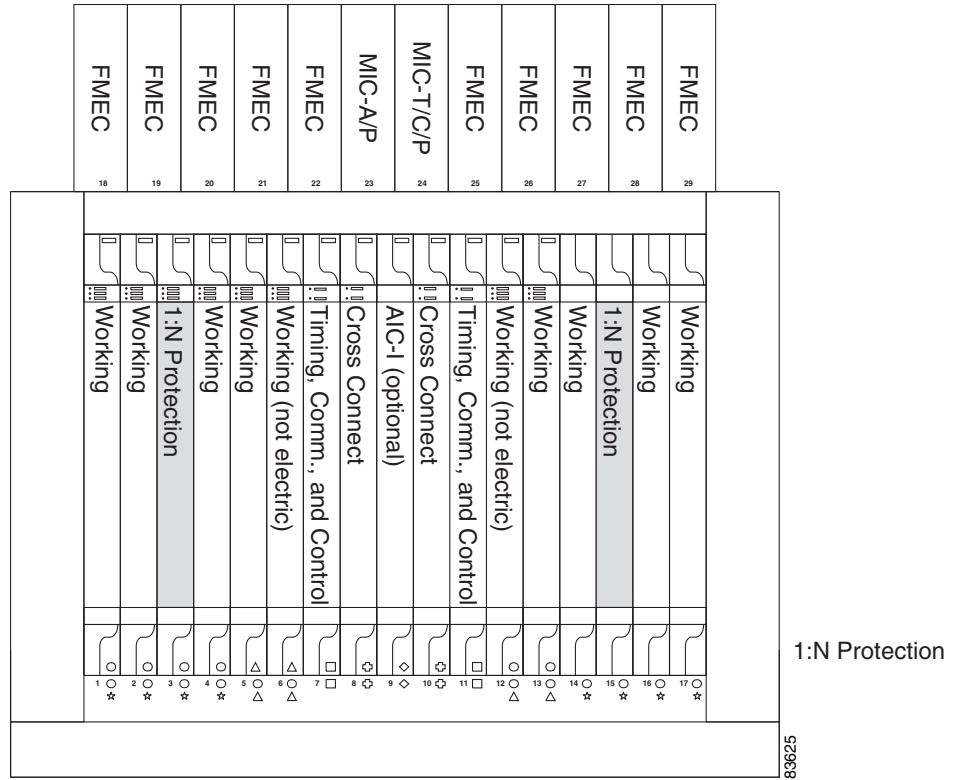 FMEC
FMEC
FMEC
FMEC
FMEC
MIC-A/P
MIC-T/C/P
FMEC
FMEC
FMEC
FMEC
FMEC
18
19
20
21
22
23
24
25
26
27
28
29
Working
Working
1:N Protection
Working
Working
Working (not electric)
Timing, Comm., and Control
Cross Connect
AIC-I (optional)
Cross Connect
Timing, Comm., and Control
Working (not electric)
Working
Working
1:N Protection
Working
Working
1:N Protection
1
2
3
4
5
6
7
8
9
10
11
12
13
14
15
16
17
83625